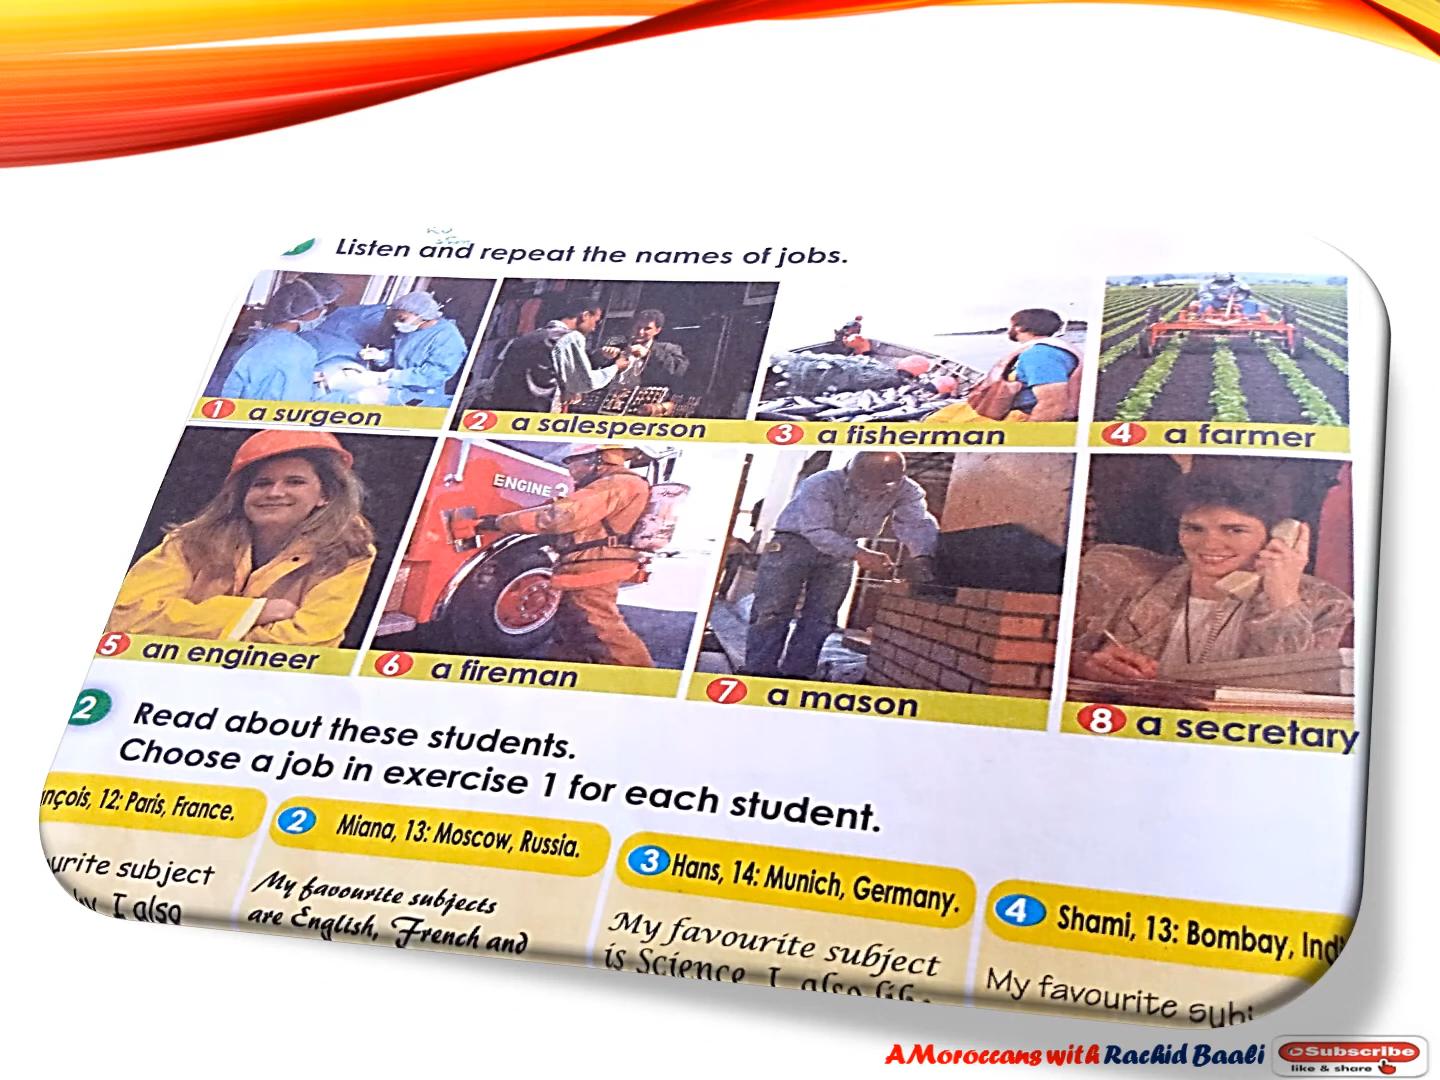 Listen and repeat the names of jobs.
1 a surgeon
2 a salesperson
3 a fisherman
4 a farmer
ENGINE 3
5 an engineer
6 a fireman
7 a mason
8 a secretary
2 Read about these students.
Choose a job in exercise 1 for each student.
12: Paris, France.
subject
I also
2 Miana, 13: Moscow, Russia.
My favourite subjects
are English, French and
3 Hans, 14: Munich, Germany.
My favourite subject
is Science. I also
4 Shami, 13: Bombay,
My favourite
AMoroccans with Rachid Baali
Subscribe
like & share